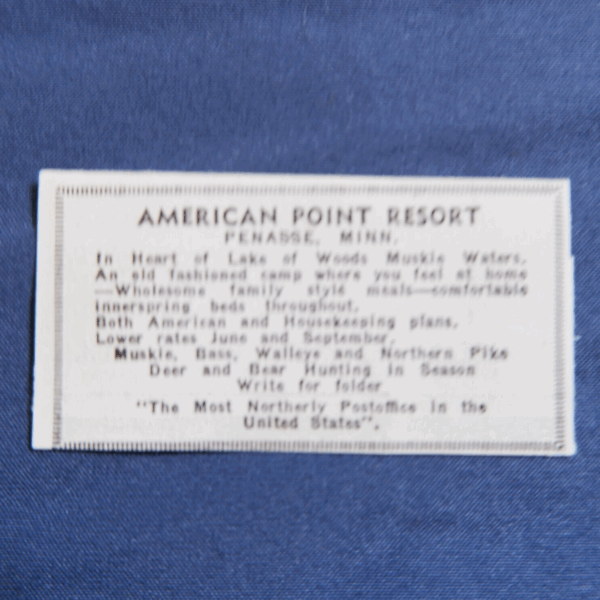 AMERICAN POINT RESORT
PENASSE, MINN.
In Heart of Lake of Woods Muskie Waters.
An old fashioned camp where you feel at home
—Wholesome family style meals—comfortable
innerspring beds throughout.
Both American and Housekeeping plans.
Lower rates June and September.
Muskie, Bass, Walleye and Northern Pike
Deer and Bear Hunting in Season
Write for folder
"The Most Northerly Postoffice in the
United States".